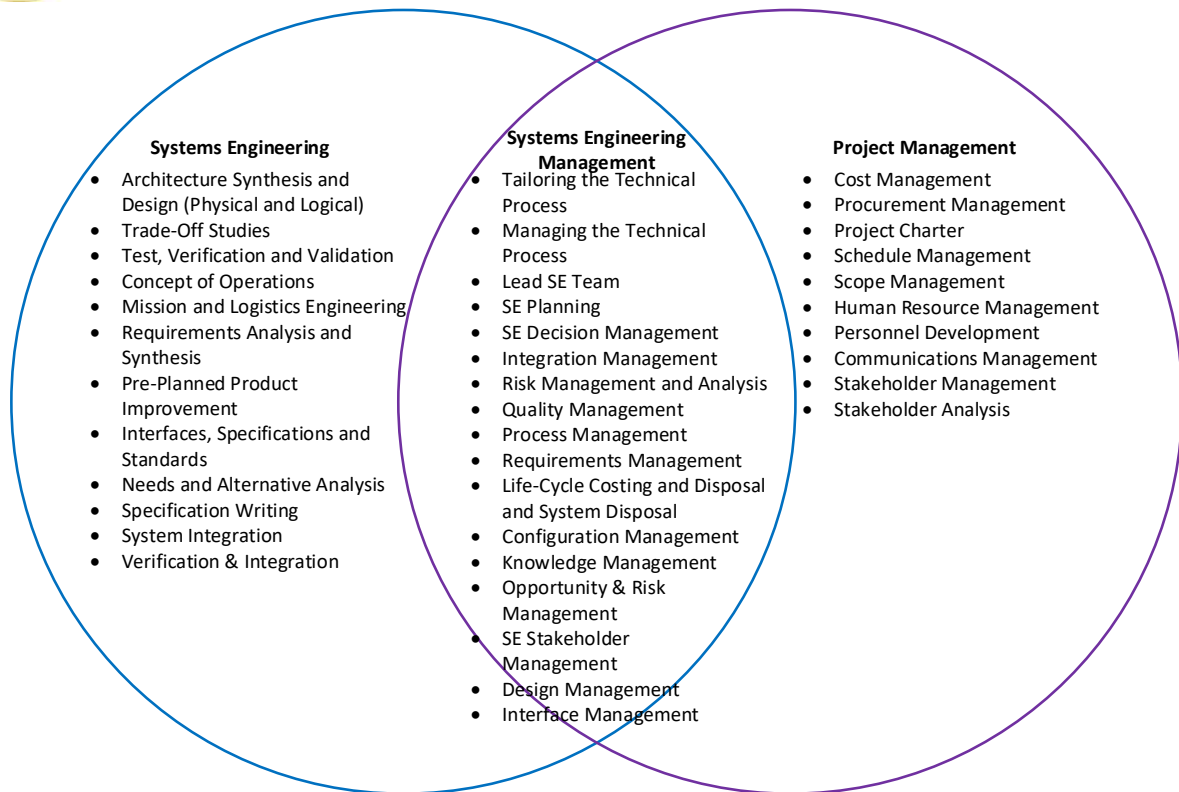 Systems Engineering
• Architecture Synthesis and
Design (Physical and Logical)
• Trade-Off Studies
• Test, Verification and Validation
• Concept of Operations
• Mission and Logistics Engineering
• Requirements Analysis and
Synthesis
• Pre-Planned Product
Improvement
• Interfaces, Specifications and
Standards
• Needs and Alternative Analysis
• Specification Writing
• System Integration
• Verification & Integration
Systems Engineering
Management
• Tailoring the Technical
Process
• Managing the Technical
Process
• Lead SE Team
• SE Planning
• SE Decision Management
• Integration Management
• Risk Management and Analysis
• Quality Management
• Process Management
• Requirements Management
• Life-Cycle Costing and Disposal
and System Disposal
• Configuration Management
• Knowledge Management
• Opportunity & Risk
Management
• SE Stakeholder
Management
• Design Management
• Interface Management
Project Management
• Cost Management
• Procurement Management
• Project Charter
• Schedule Management
• Scope Management
• Human Resource Management
• Personnel Development
• Communications Management
• Stakeholder Management
• Stakeholder Analysis